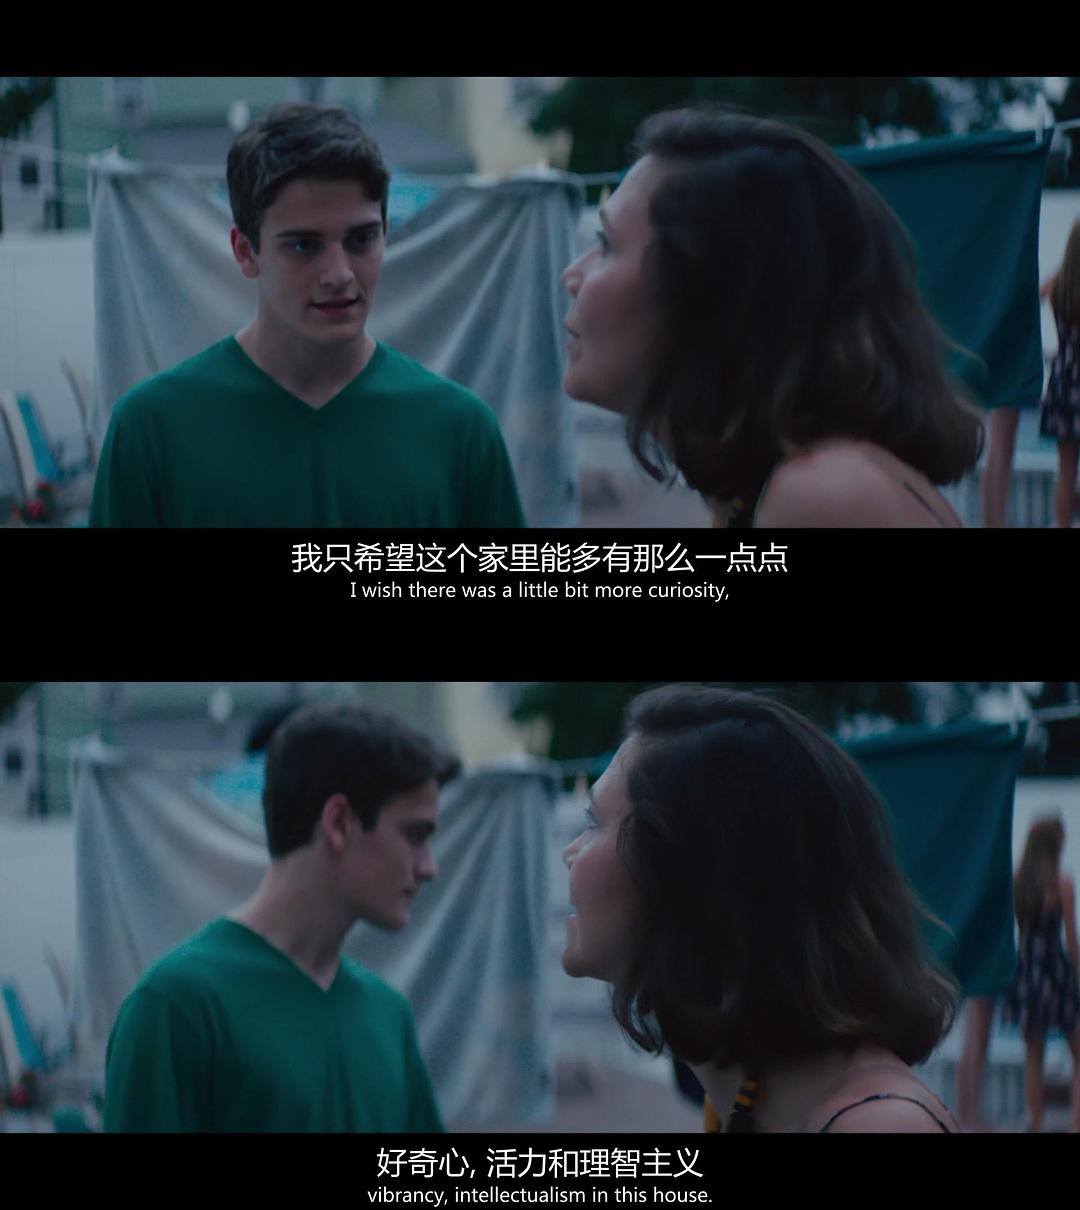 我只希望这个家里能多有那么一点点
I wish there was a little bit more curiosity,
好奇心, 活力和理智主义
vibrancy, intellectualism in this house.